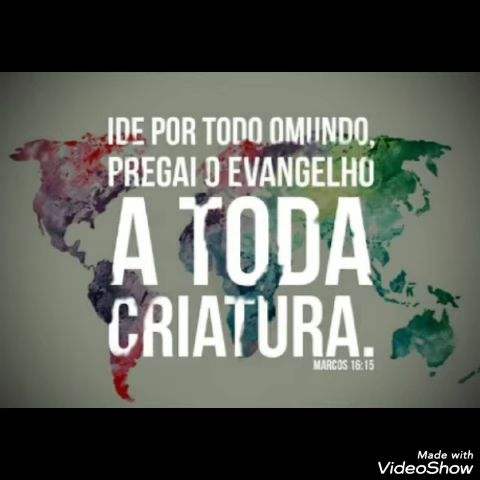 IDE POR TODO OMUNDO,
PREGAI O EVANGELHO
A TODA
CRIATURA.
MARCOS 16:15
Made with
VideoShow